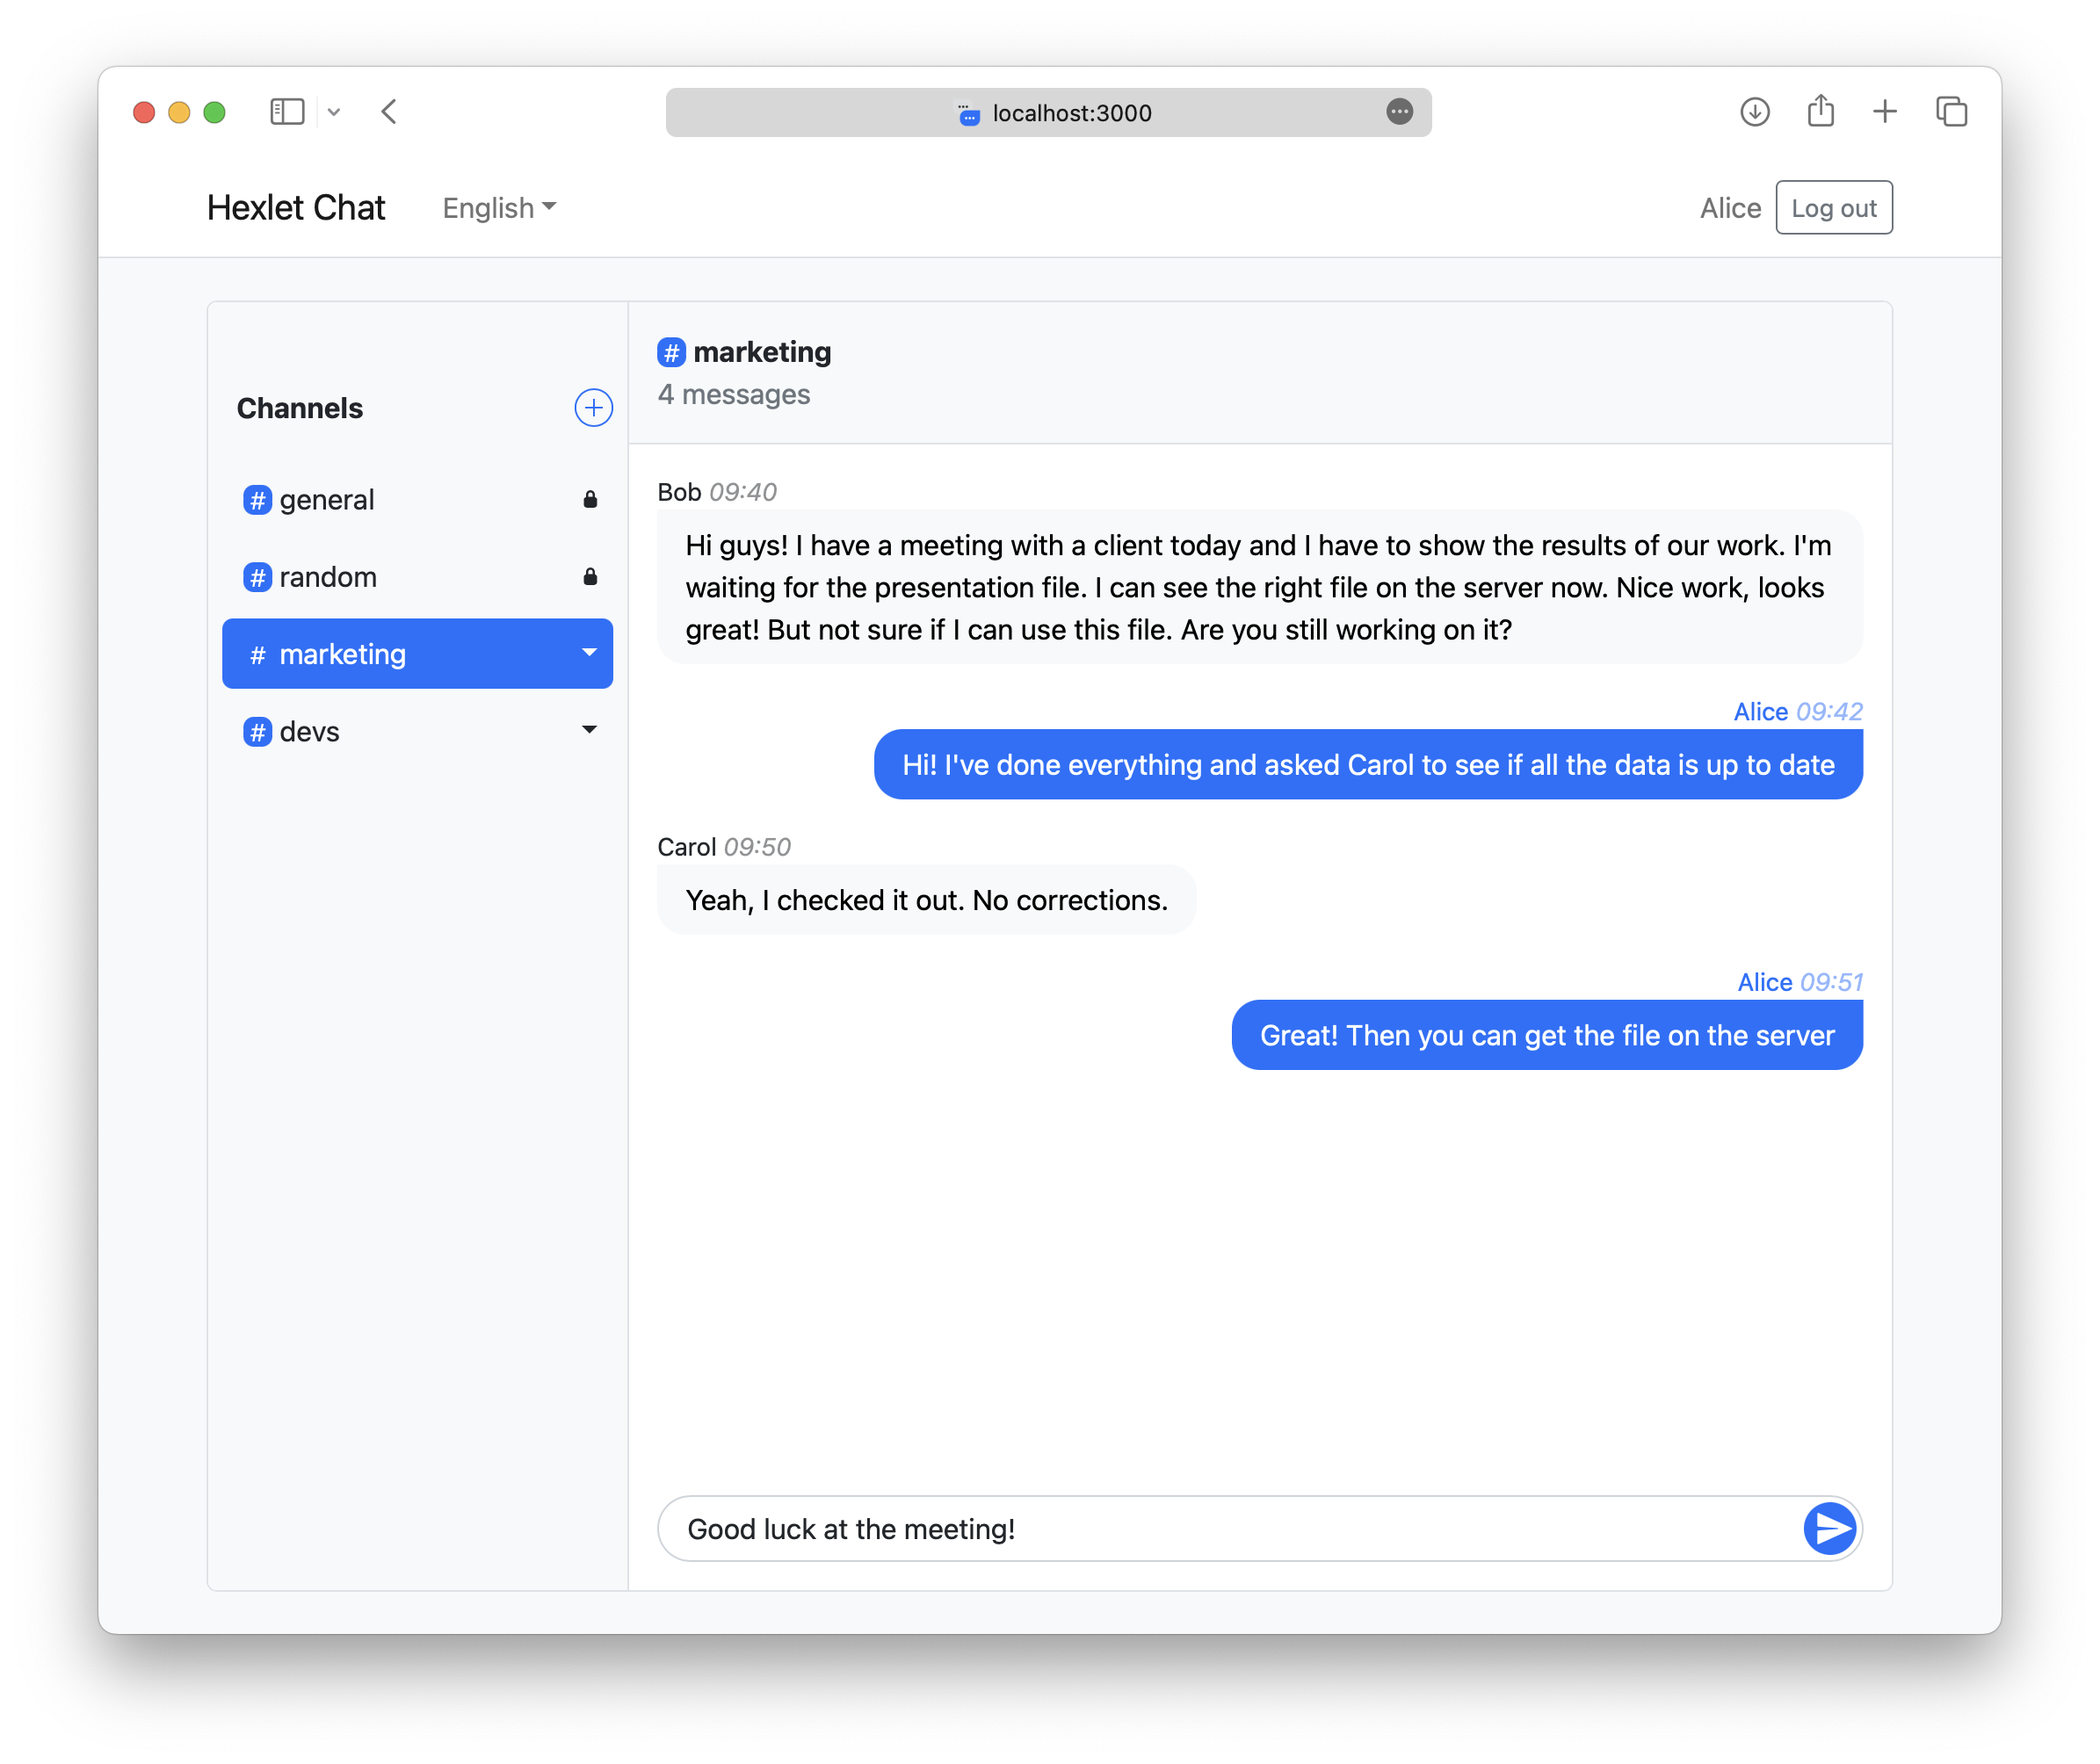 localhost:3000
Hexlet Chat
English
Alice
Log out
Channels
# general
# random
# marketing
# devs
# marketing
4 messages
Bob 09:40
Hi guys! I have a meeting with a client today and I have to show the results of our work. I'm
waiting for the presentation file. I can see the right file on the server now. Nice work, looks
great! But not sure if I can use this file. Are you still working on it?
Alice 09:42
Hi! I've done everything and asked Carol to see if all the data is up to date
Carol 09:50
Yeah, I checked it out. No corrections.
Alice 09:51
Great! Then you can get the file on the server
Good luck at the meeting!